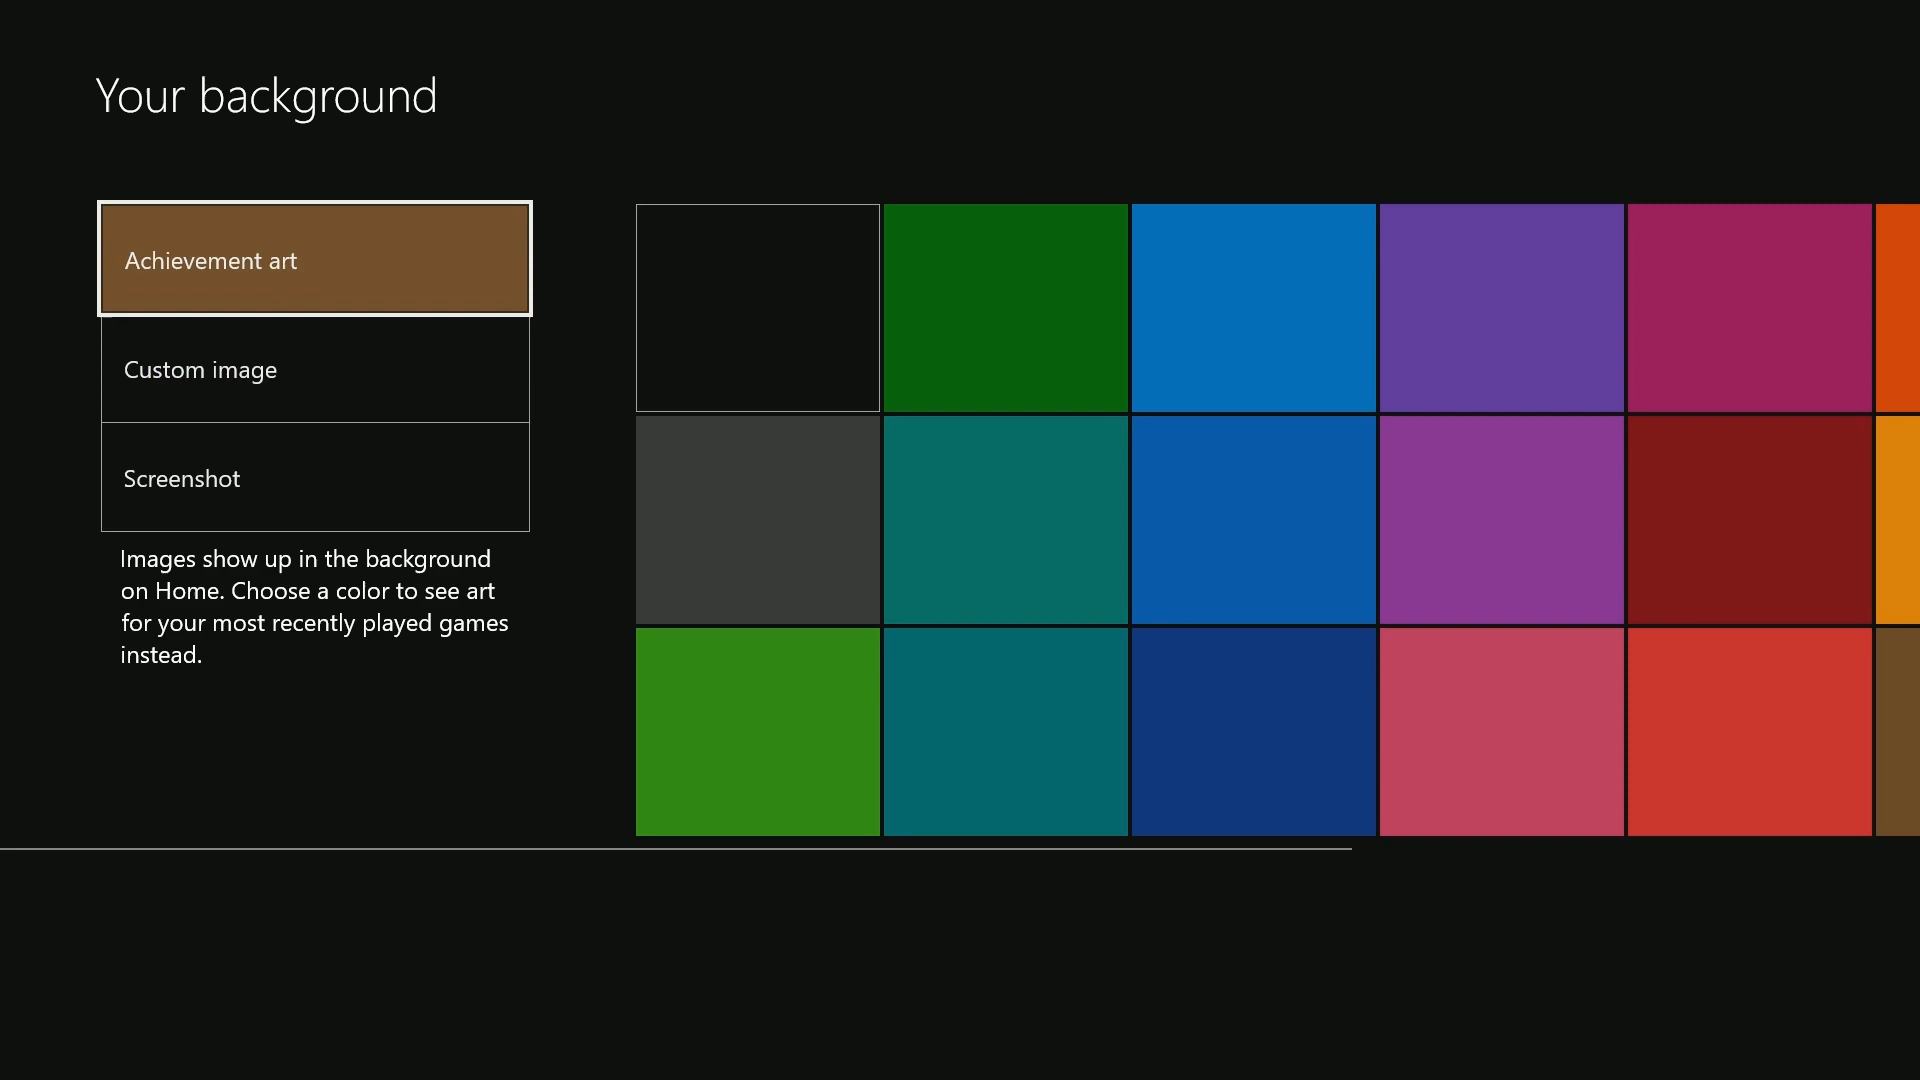 Your background
Achievement art
Custom image
Screenshot
Images show up in the background
on Home. Choose a color to see art
for your most recently played games
instead.